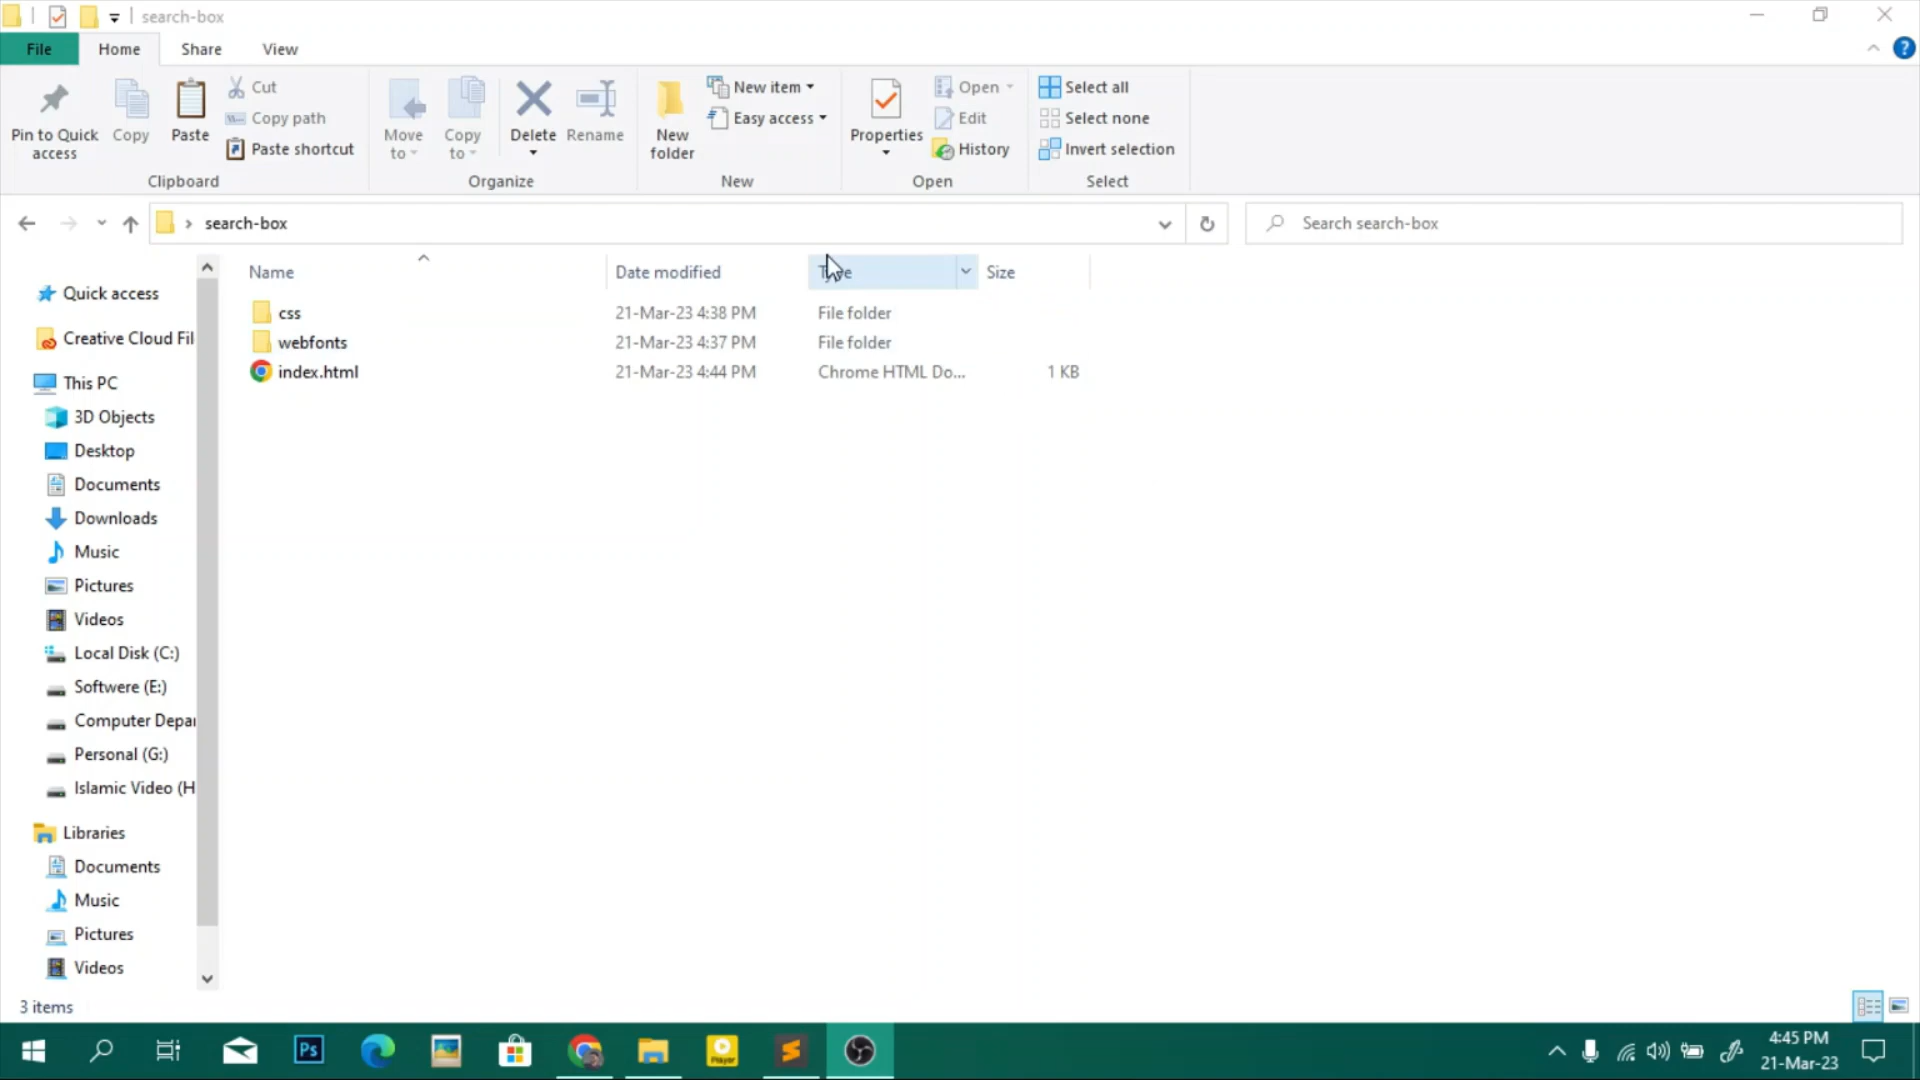 search-box
File Home Share View
Pin to Quick access
Copy
Paste
Cut
Copy path
Paste shortcut
Clipboard
Move to
Copy to
Delete
Rename
Organize
New folder
New item
Easy access
New
Properties
Open
Edit
History
Open
Select all
Select none
Invert selection
Select
search-box
Search search-box
Name Date modified Size
css 21-Mar-23 4:38 PM File folder
webfonts 21-Mar-23 4:37 PM File folder
index.html 21-Mar-23 4:44 PM Chrome HTML Do... 1 KB
Quick access
Creative Cloud Fil
This PC
3D Objects
Desktop
Documents
Downloads
Music
Pictures
Videos
Local Disk (C:)
Softwere (E:)
Computer Depar
Personal (G:)
Islamic Video (H
Libraries
Documents
Music
Pictures
Videos
3 items
Ps
Player
4:45 PM
21-Mar-23